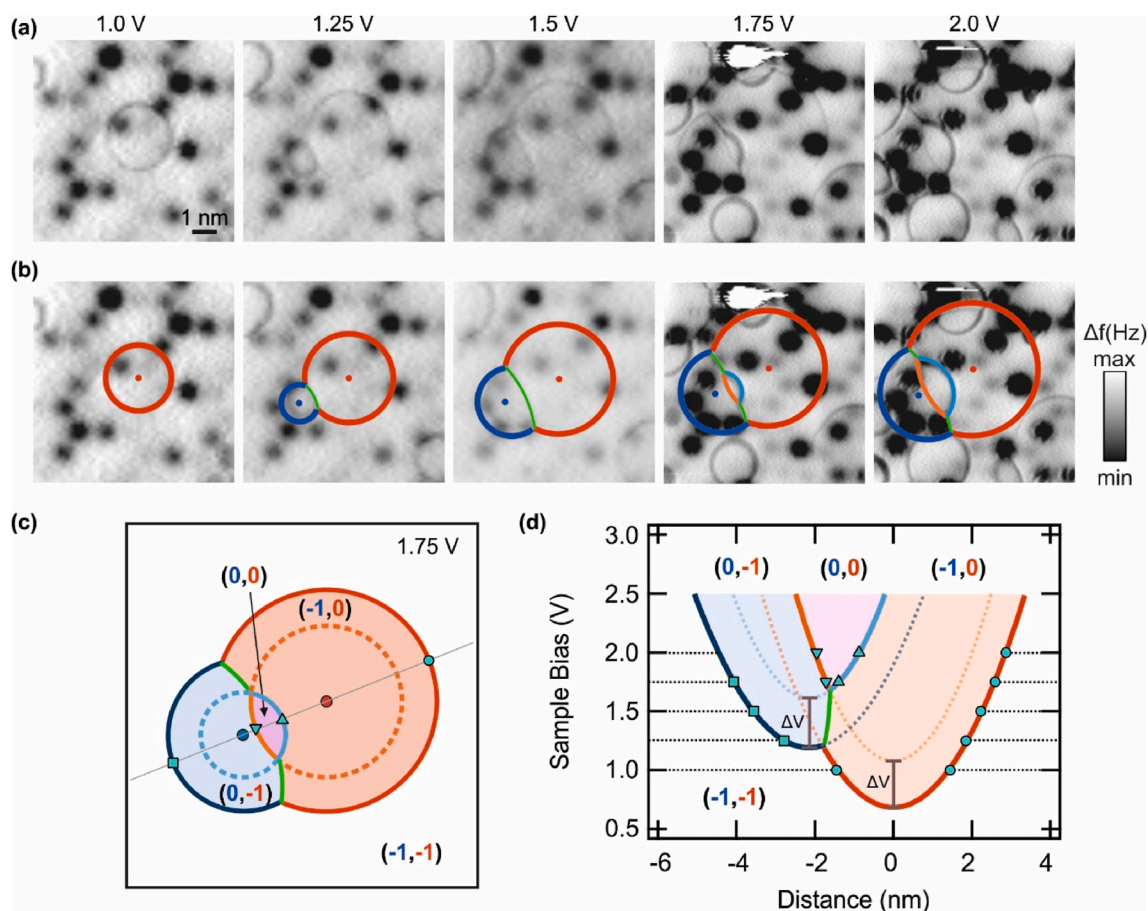 (a) 1.0 V 1.25 V 1.5 V 1.75 V 2.0 V
1 nm
(b)
Δf(Hz)
max
min
(c)
1.75 V
(0,0)
(-1,0)
(0,-1)
(-1,-1)
(d)
3.0
(0,-1) (0,0) (-1,0)
2.5
2.0
1.5
ΔV
1.0
ΔV
(-1,-1)
0.5
Sample Bias (V)
-6 -4 -2 0 2 4
Distance (nm)